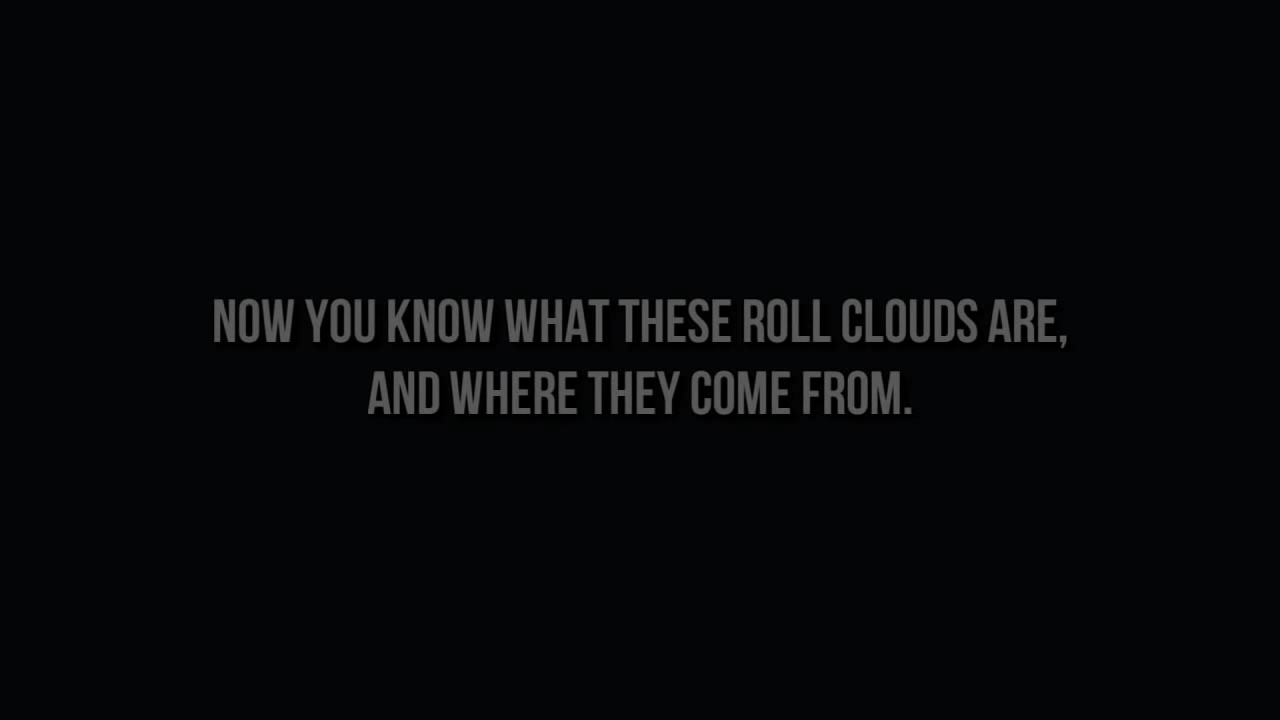 NOW YOU KNOW WHAT THESE ROLL CLOUDS ARE,
AND WHERE THEY COME FROM.